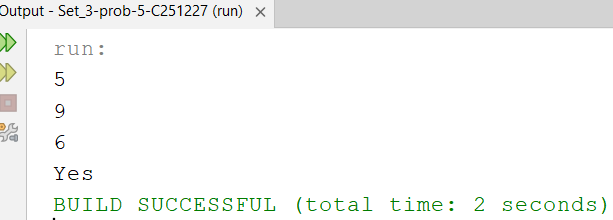 Output - Set_3-prob-5-C251227 (run) ×
run:
5
9
6
Yes
BUILD SUCCESSFUL (total time: 2 seconds)